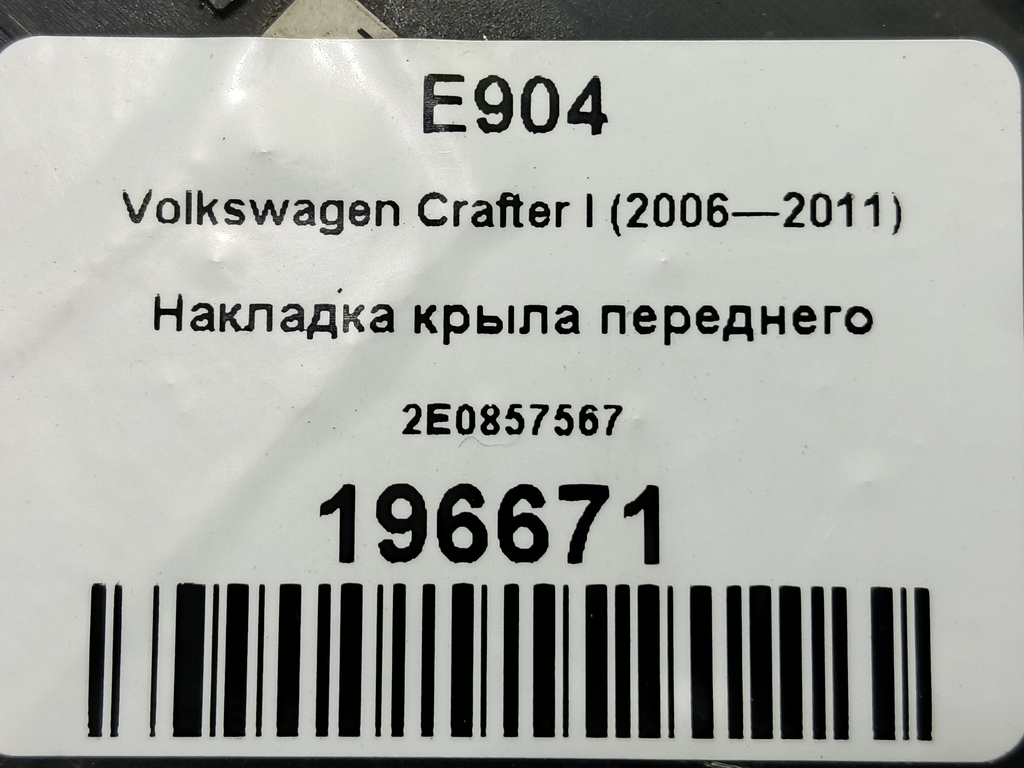 E904
Volkswagen Crafter I (2006—2011)
Накладка крыла переднего
2E0857567
196671